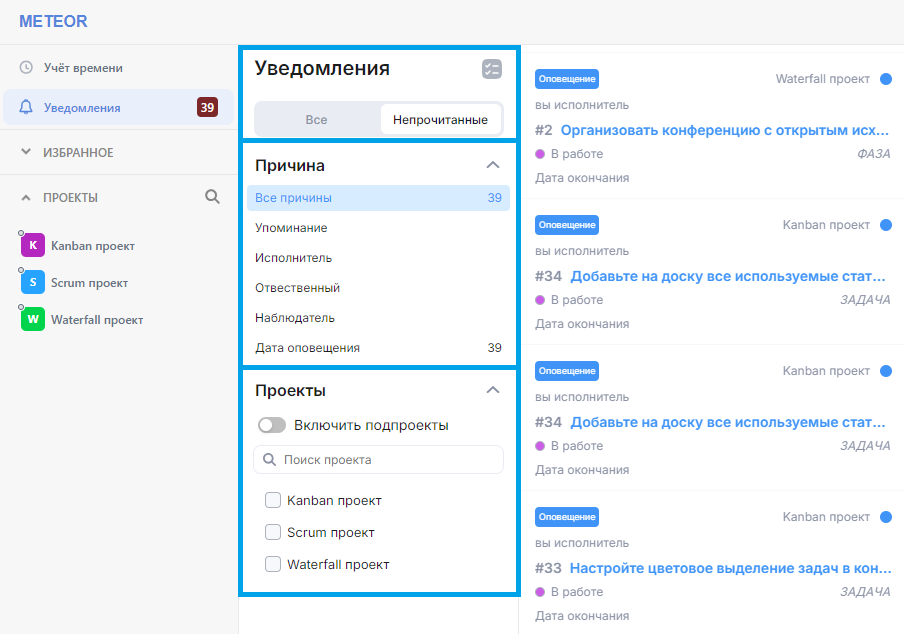 METEOR
Учёт времени
Уведомления 39
ИЗБРАННОЕ
ПРОЕКТЫ
K Kanban проект
S Scrum проект
W Waterfall проект
Уведомления
Все Непрочитанные
Причина
Все причины 39
Упоминание
Исполнитель
Отвественный
Наблюдатель
Дата оповещения 39
Проекты
Включить подпроекты
Поиск проекта
Kanban проект
Scrum проект
Waterfall проект
Оповещение Waterfall проект
вы исполнитель
#2 Организовать конференцию с открытым исх...
В работе ФАЗА
Дата окончания
Оповещение Kanban проект
вы исполнитель
#34 Добавьте на доску все используемые стат...
В работе ЗАДАЧА
Дата окончания
Оповещение Kanban проект
вы исполнитель
#34 Добавьте на доску все используемые стат...
В работе ЗАДАЧА
Дата окончания
Оповещение Kanban проект
вы исполнитель
#33 Настройте цветовое выделение задач в кон...
В работе ЗАДАЧА
Дата окончания